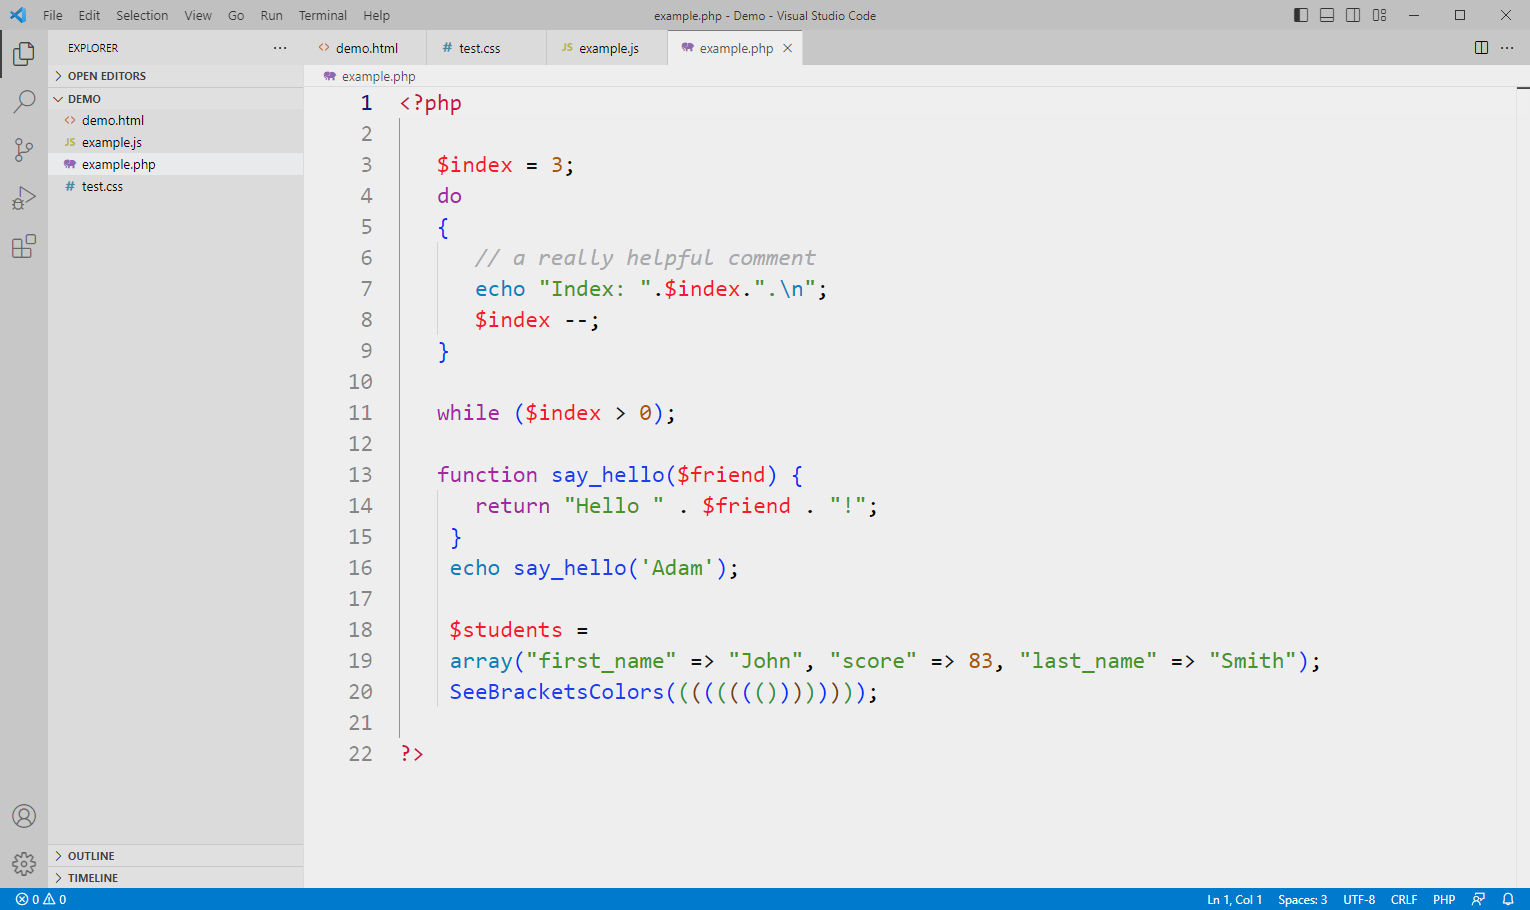 File Edit Selection View Go Run Terminal Help
example.php - Demo - Visual Studio Code
EXPLORER
OPEN EDITORS
DEMO
<> demo.html
JS example.js
example.php
# test.css
OUTLINE
TIMELINE
<> demo.html # test.css JS example.js example.php
example.php
1 <?php
2
3 $index = 3;
4 do
5 {
6 // a really helpful comment
7 echo "Index: ".$index.".\n";
8 $index --;
9 }
10
11 while ($index > 0);
12
13 function say_hello($friend) {
14 return "Hello " . $friend . "!";
15 }
16 echo say_hello('Adam');
17
18 $students =
19 array("first_name" => "John", "score" => 83, "last_name" => "Smith");
20 SeeBracketsColors(((((((())))))));
21
22 ?>
0 0 Ln 1, Col 1 Spaces: 3 UTF-8 CRLF PHP